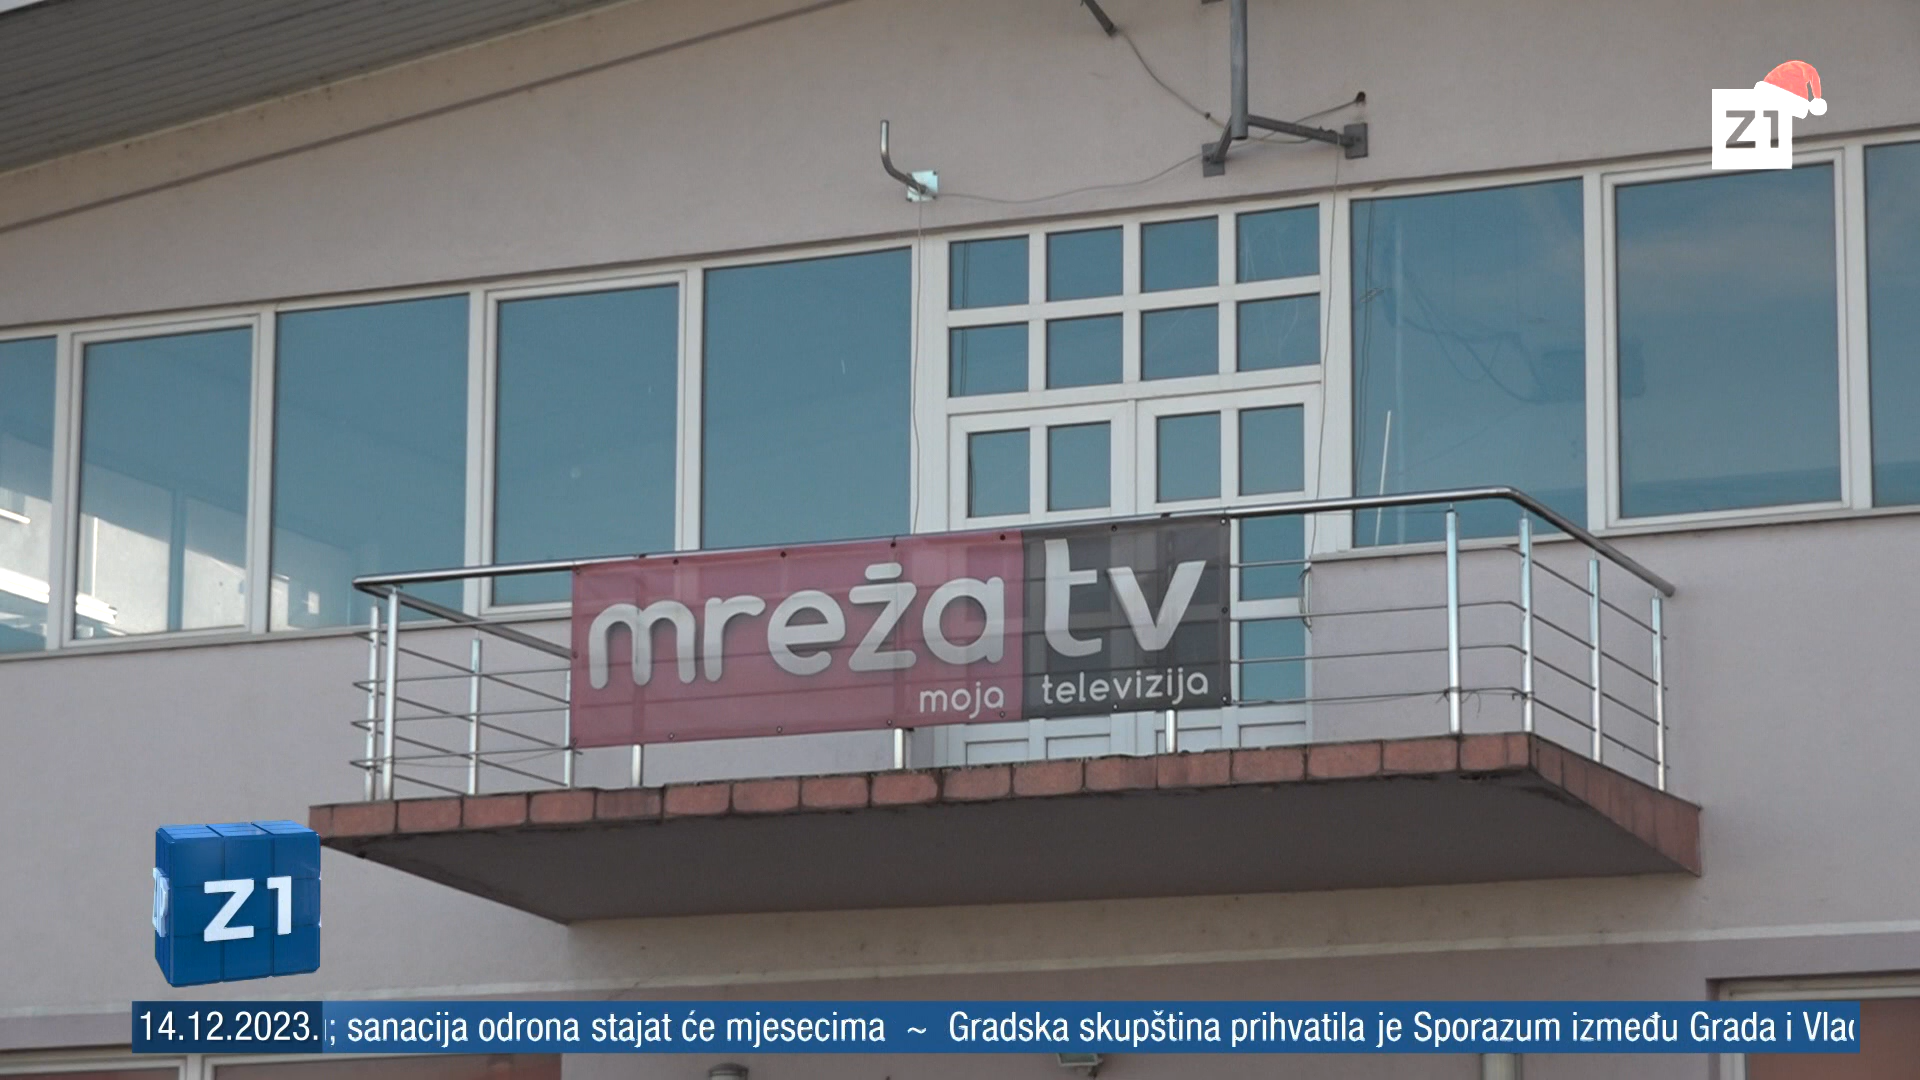 Z1
mreža tv
moja televizija
Z1
14.12.2023. ; sanacija odrona stajat će mjesecima ~ Gradska skupština prihvatila je Sporazum između Grada i